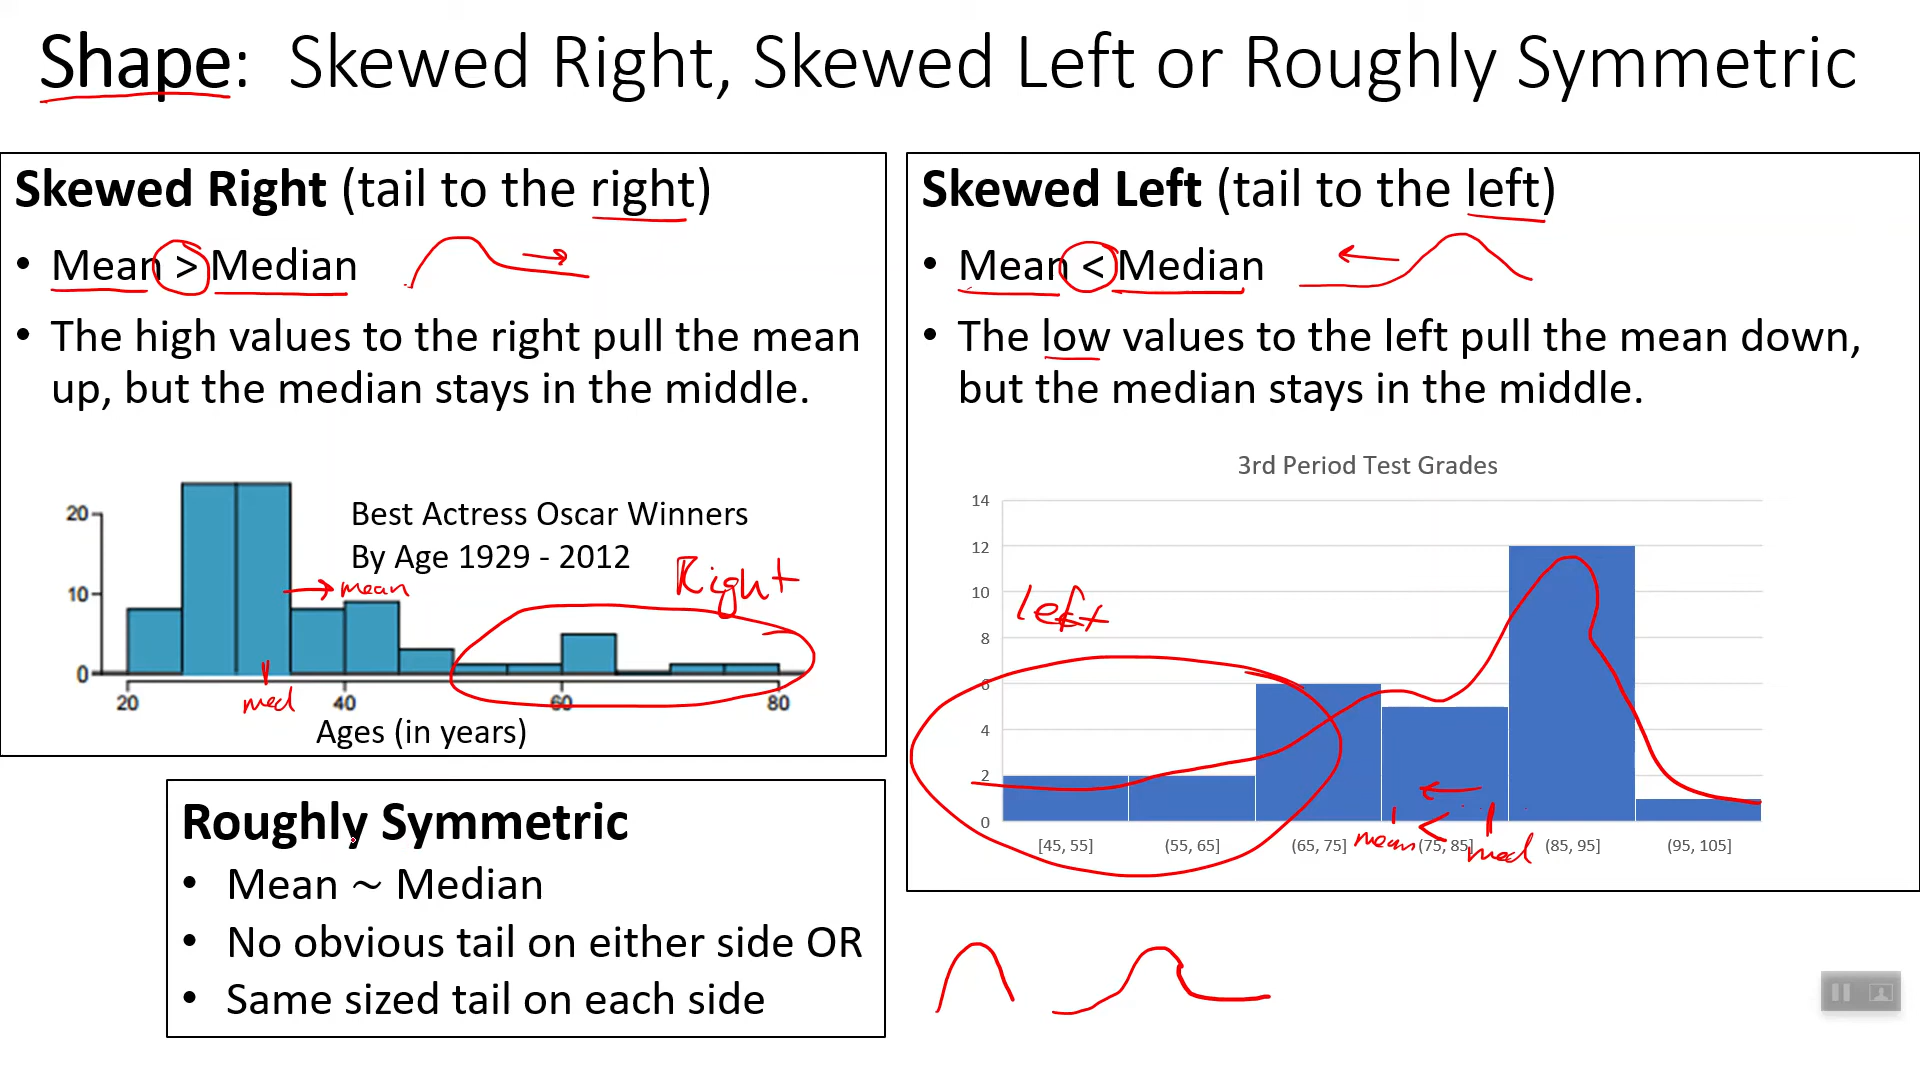 Shape: Skewed Right, Skewed Left or Roughly Symmetric
Skewed Right (tail to the right)
• Mean > Median
• The high values to the right pull the mean
up, but the median stays in the middle.
Best Actress Oscar Winners
By Age 1929 - 2012
Right
mean
20
10
0
med
20
40
60
80
Ages (in years)
Roughly Symmetric
• Mean ~ Median
• No obvious tail on either side OR
• Same sized tail on each side
Skewed Left (tail to the left)
• Mean < Median
• The low values to the left pull the mean down,
but the median stays in the middle.
3rd Period Test Grades
14
12
10
8
6
4
2
0
left
mean < med
[45, 55] (55, 65] (65, 75] (75, 85] (85, 95] (95, 105]